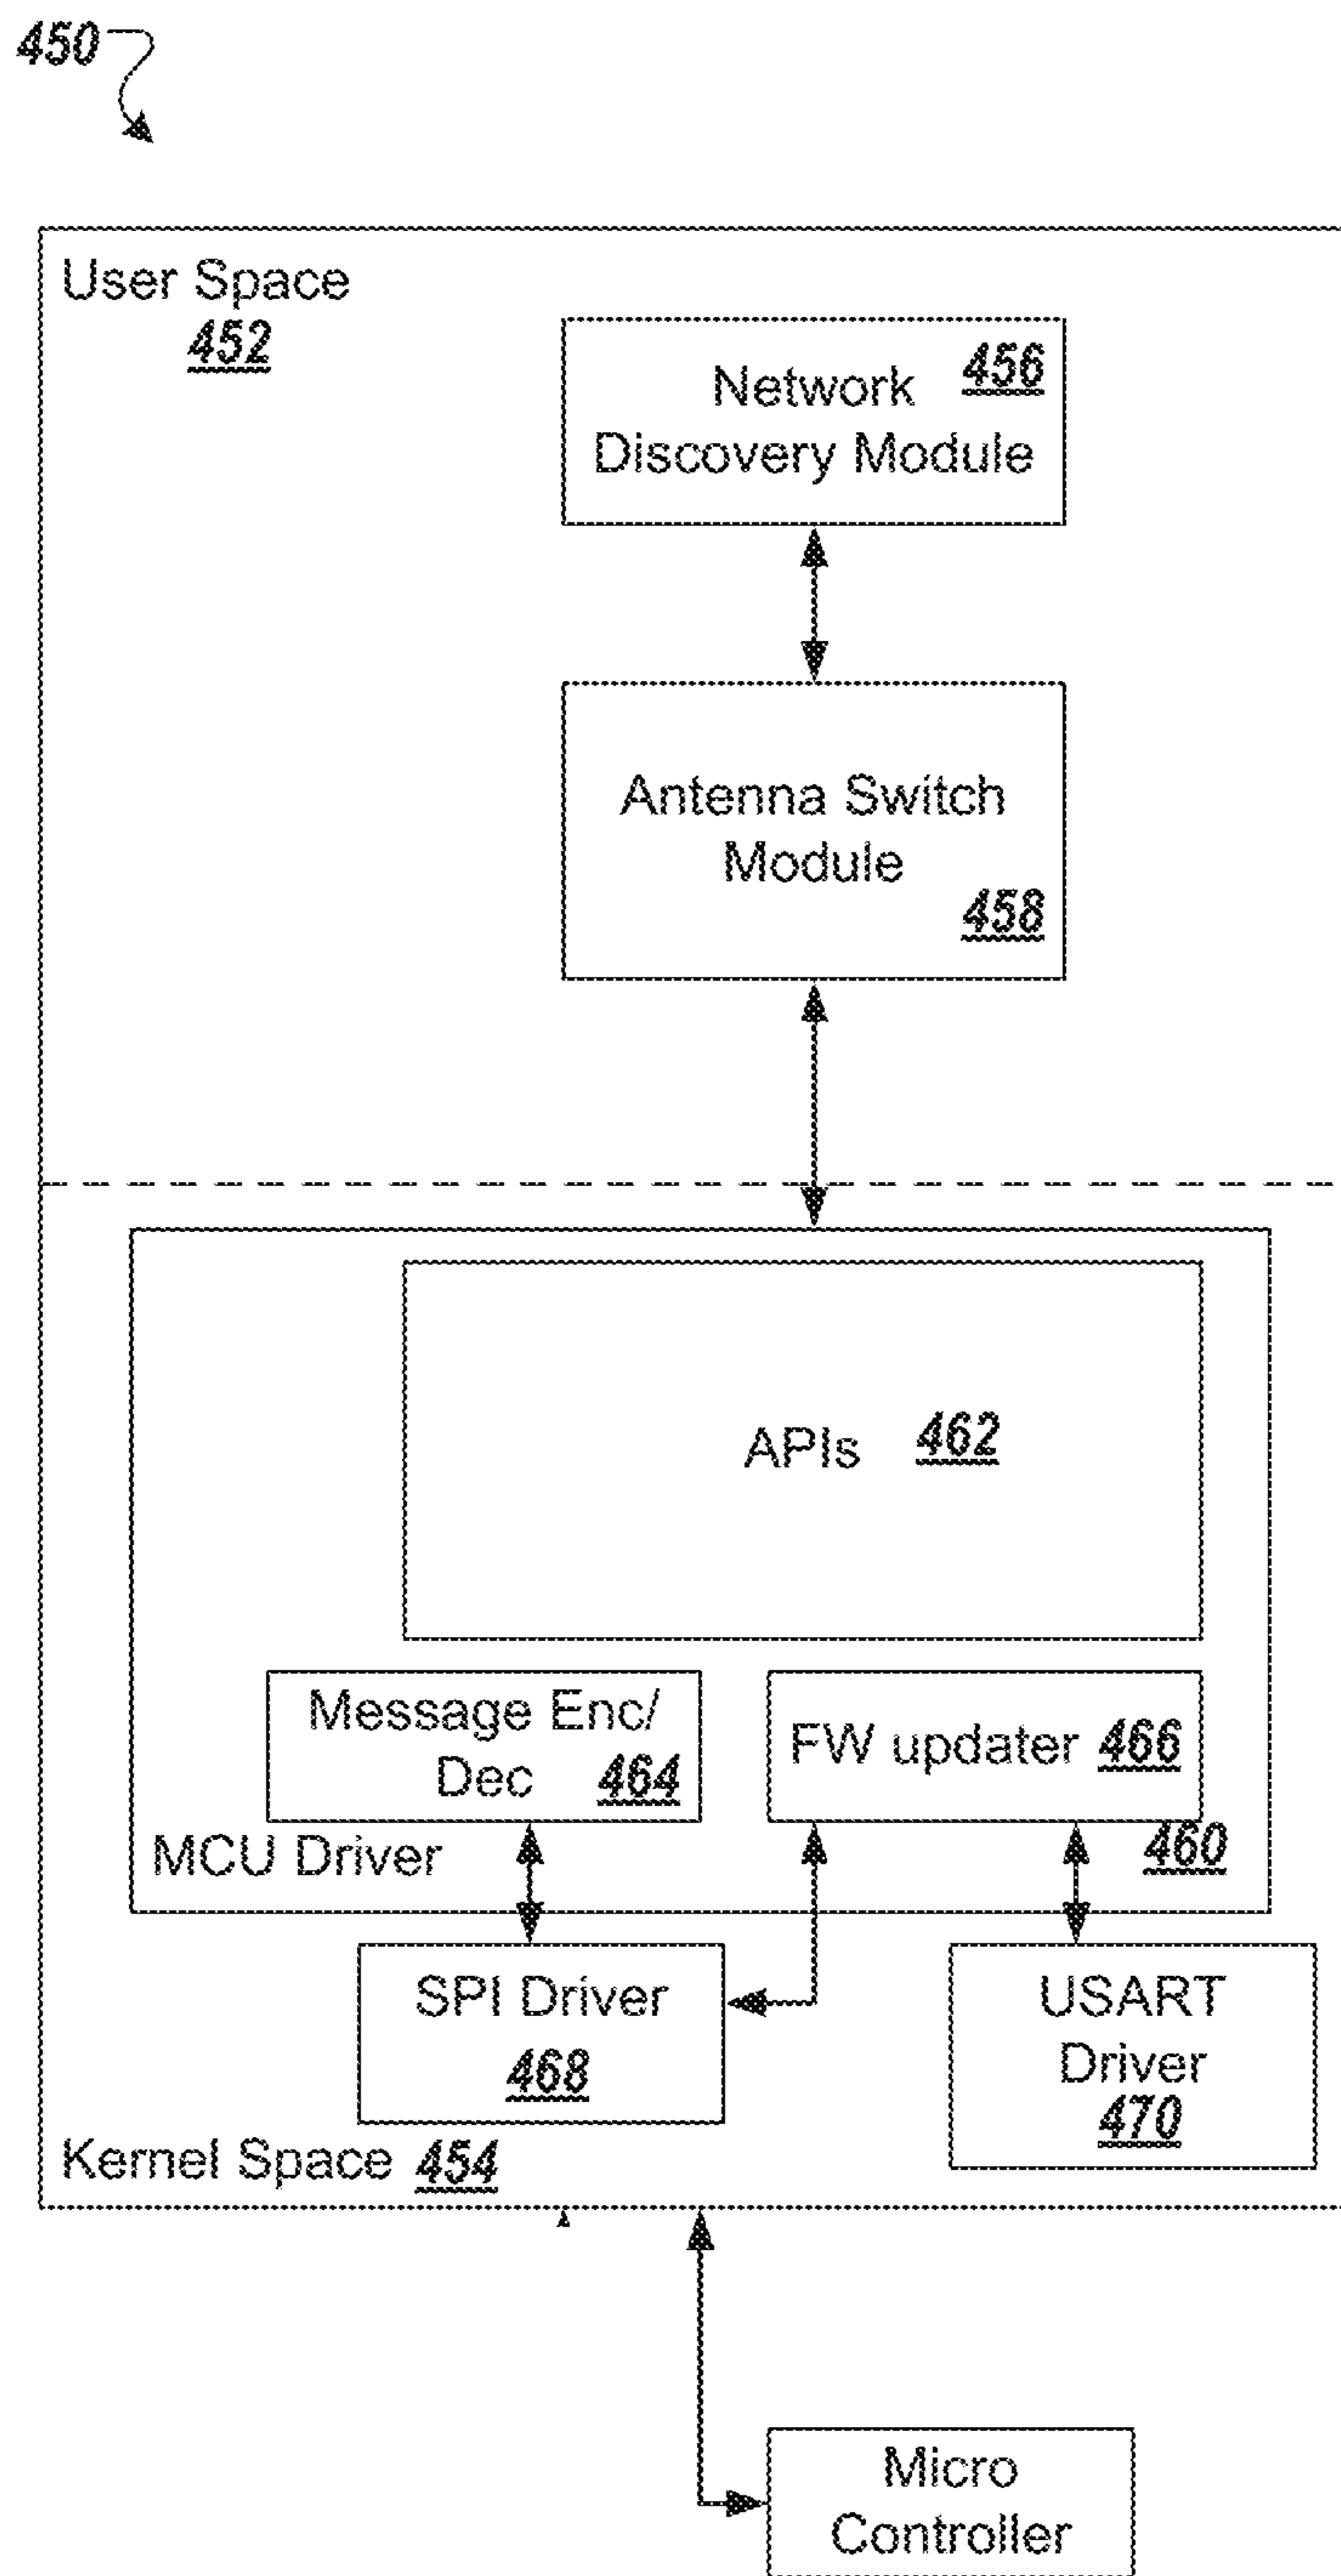 450
User Space
452
456
Network
Discovery Module
Antenna Switch
Module
458
APIs 462
Message Enc/
Dec 464
FW updater 466
MCU Driver
460
SPI Driver
468
USART
Driver
470
Kernel Space 454
Micro
Controller